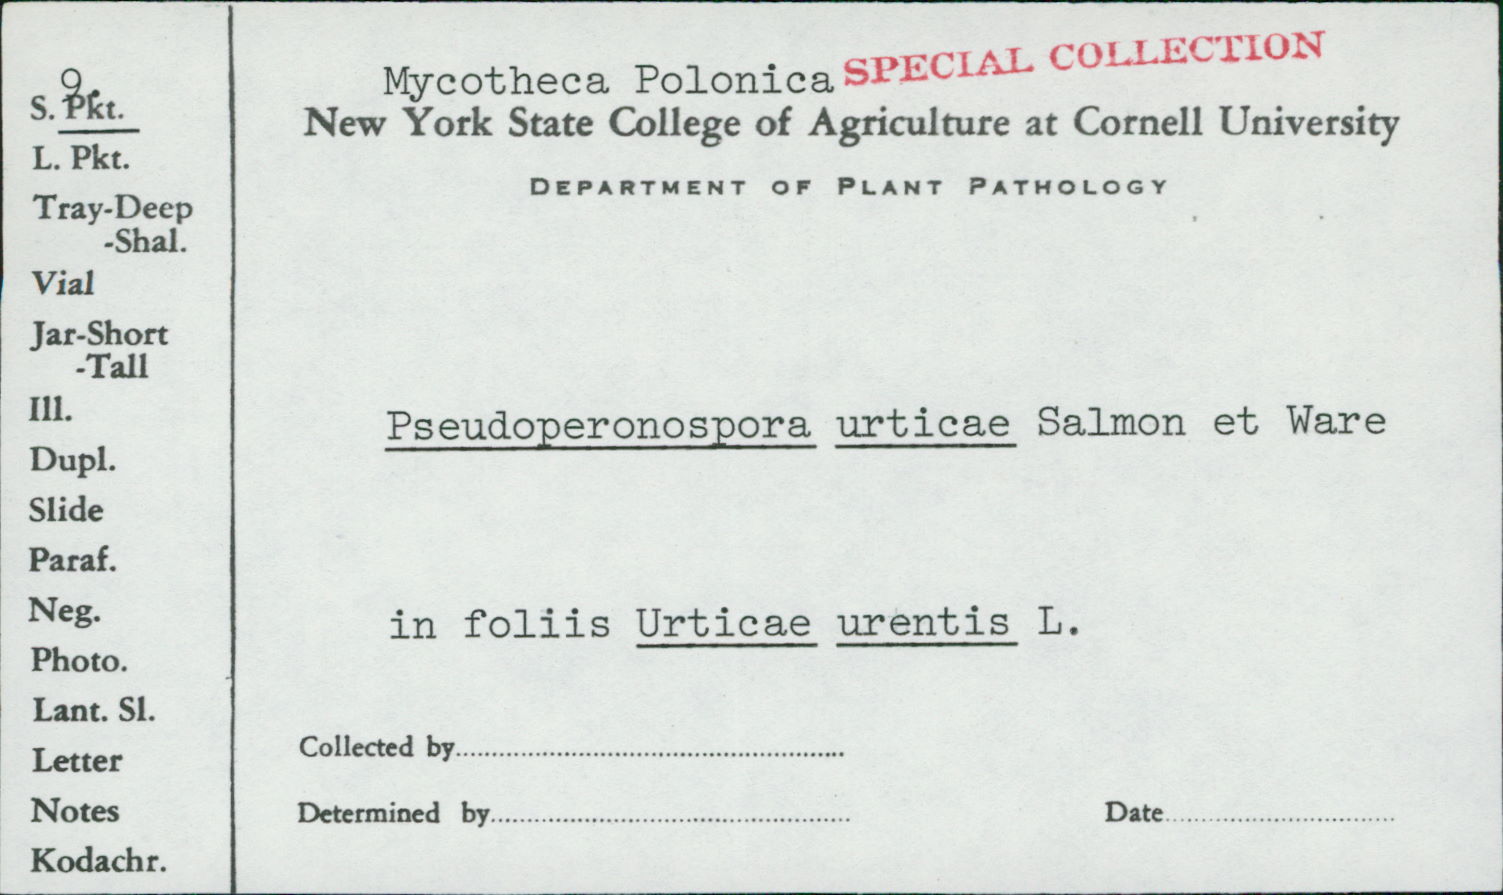 9.
S. Pkt.
L. Pkt.
Tray-Deep
-Shal.
Vial
Jar-Short
-Tall
Ill.
Dupl.
Slide
Paraf.
Neg.
Photo.
Lant. Sl.
Letter
Notes
Kodachr.
Mycotheca Polonica SPECIAL COLLECTION
New York State College of Agriculture at Cornell University
DEPARTMENT OF PLANT PATHOLOGY
Pseudoperonospora urticae Salmon et Ware
in foliis Urticae urentis L.
Collected by
Determined by Date